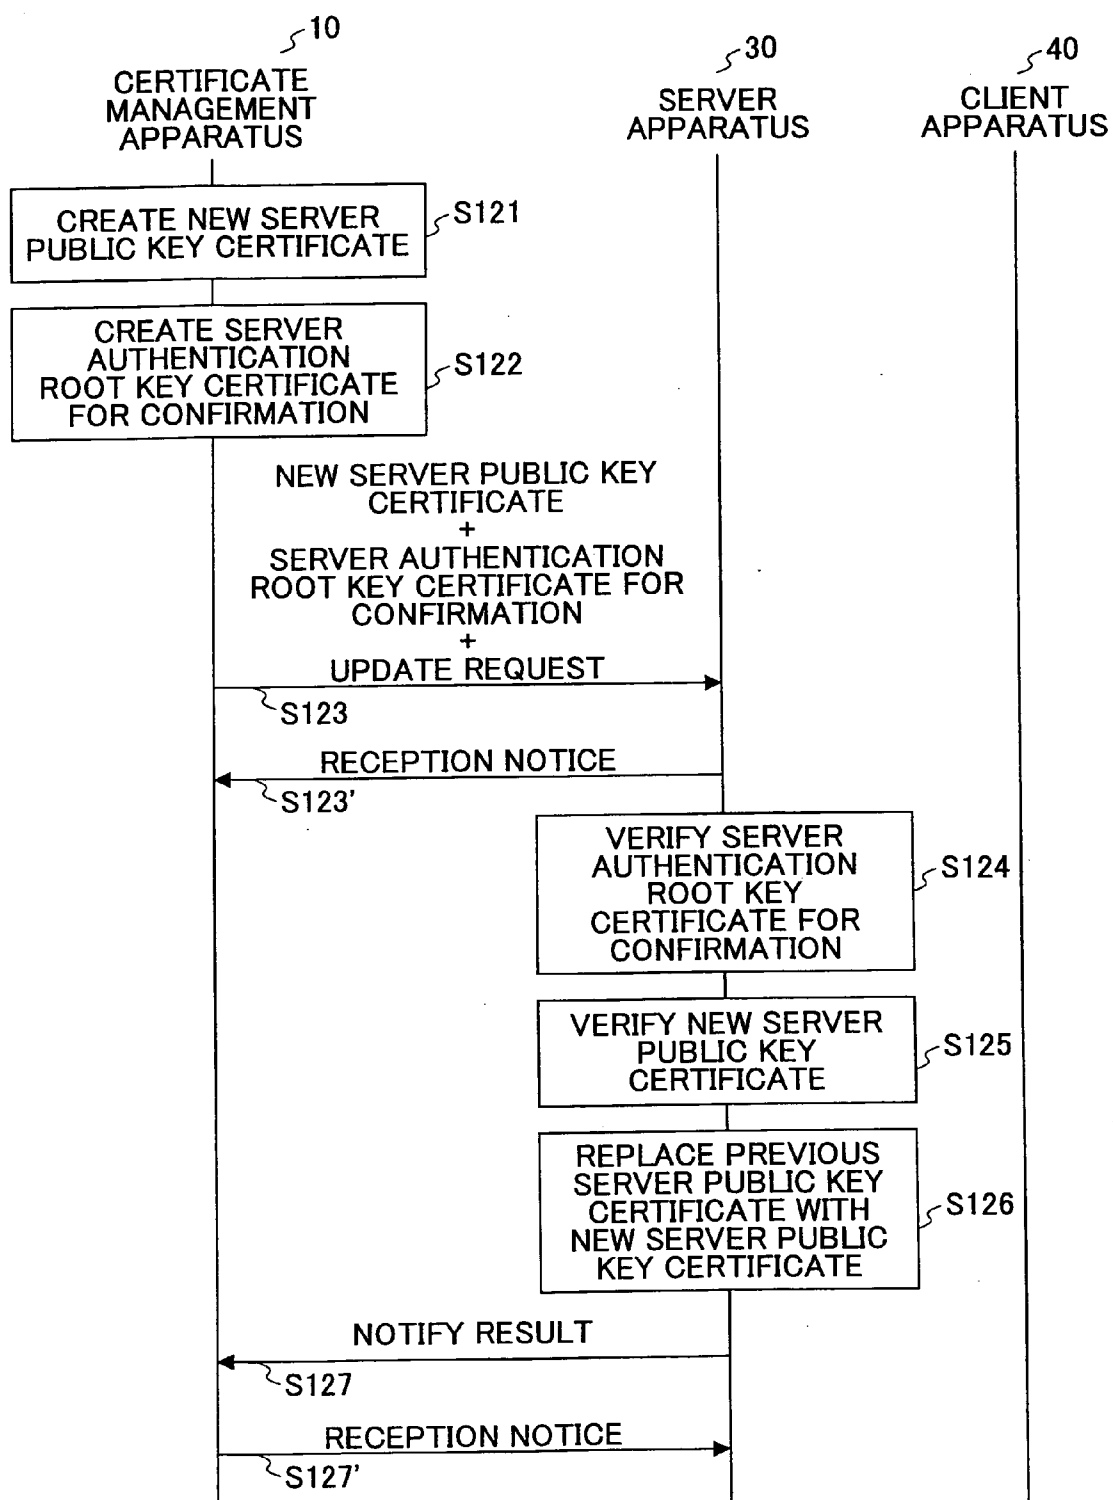 10
30
40
CERTIFICATE
MANAGEMENT
APPARATUS
SERVER
APPARATUS
CLIENT
APPARATUS
CREATE NEW SERVER
PUBLIC KEY CERTIFICATE
S121
CREATE SERVER
AUTHENTICATION
ROOT KEY CERTIFICATE
FOR CONFIRMATION
S122
NEW SERVER PUBLIC KEY
CERTIFICATE
+
SERVER AUTHENTICATION
ROOT KEY CERTIFICATE FOR
CONFIRMATION
+
UPDATE REQUEST
S123
RECEPTION NOTICE
S123'
VERIFY SERVER
AUTHENTICATION
ROOT KEY
CERTIFICATE FOR
CONFIRMATION
S124
VERIFY NEW SERVER
PUBLIC KEY
CERTIFICATE
S125
REPLACE PREVIOUS
SERVER PUBLIC KEY
CERTIFICATE WITH
NEW SERVER PUBLIC
KEY CERTIFICATE
S126
NOTIFY RESULT
S127
RECEPTION NOTICE
S127'